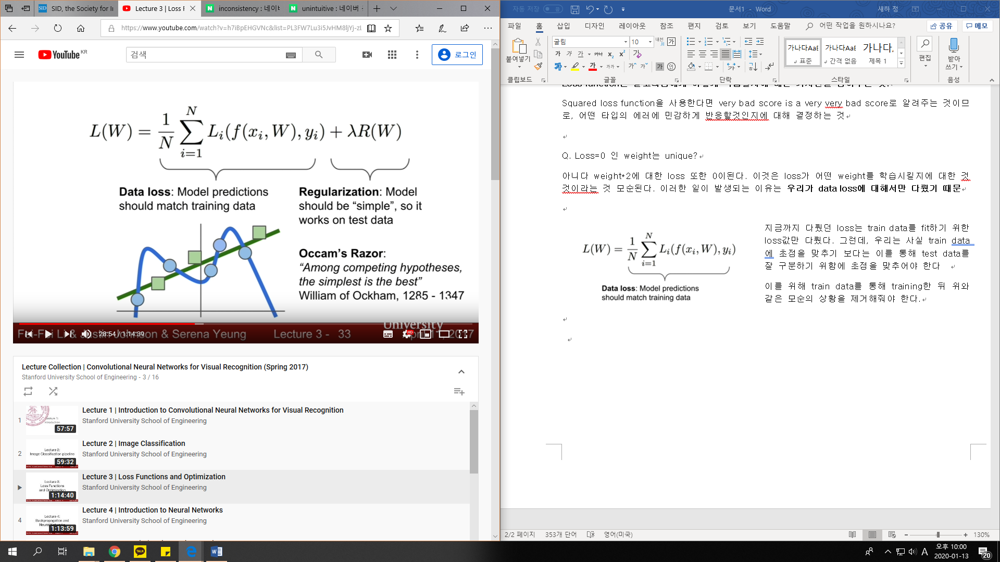 SID, the Society for Ir
Lecture 3 | Loss F
inconsistency : 네이버
unintuitive : 네이버
https://www.youtube.com/watch?v=h7iBpEHGVNc&list=PL3FW7Lu3i5JvHM8ljYj-zL
YouTube KR
검색
로그인
L(W) = 1/N ∑ i=1 N Li(f(xi, W), yi) + λR(W)
Data loss: Model predictions
should match training data
Regularization: Model
should be “simple”, so it
works on test data
Occam’s Razor:
“Among competing hypotheses,
the simplest is the best”
William of Ockham, 1285 - 1347
Fei-Fei Li & Justin Johnson & Serena Yeung
Lecture 3 - 33
University
28:54 / 1:14:39
HD
Lecture Collection | Convolutional Neural Networks for Visual Recognition (Spring 2017)
Stanford University School of Engineering - 3 / 16
1
57:57
Lecture 1 | Introduction to Convolutional Neural Networks for Visual Recognition
Stanford University School of Engineering
2
Lecture 2:
Image Classification pipeline
59:32
Lecture 2 | Image Classification
Stanford University School of Engineering
Lecture 3:
Loss Functions
and Optimization
1:14:40
Lecture 3 | Loss Functions and Optimization
Stanford University School of Engineering
4
Lecture 4:
Backpropagation and
1:13:59
Lecture 4 | Introduction to Neural Networks
Stanford University School of Engineering
자동 저장
문서1 - Word
새하 정
파일 홈 삽입 디자인 레이아웃 참조 편지 검토 보기 도움말 어떤 작업을 원하시나요?
공유
메모
붙여넣기
굴림
10
클립보드
글꼴
단락
가나다AaE
표준
가나다AaE
간격 없음
가나다,
제목 1
스타일
편집
받아
쓰기
음성
Squared loss function을 사용한다면 very bad score is a very very bad score로 알려주는 것이므
로, 어떤 타입의 에러에 민감하게 반응할것인지에 대해 결정하는 것
Q. Loss=0 인 weight는 unique?
아니다 weight*2에 대한 loss 또한 0이된다. 이것은 loss가 어떤 weight를 학습시킬지에 대한 것
것이라는 것 모순된다. 이러한 일이 발생되는 이유는 우리가 data loss에 대해서만 다뤘기 때문
L(W) = 1/N ∑ i=1 N Li(f(xi, W), yi)
Data loss: Model predictions
should match training data
지금까지 다뤘던 loss는 train data를 fit하기 위한
loss값만 다뤘다. 그런데, 우리는 사실 train data
에 초점을 맞추기 보다는 이를 통해 test data를
잘 구분하기 위함에 초점을 맞추어야 한다
이를 위해 train data를 통해 training한 뒤 위와
같은 모순의 상황을 제거해줘야 한다.
2/2 페이지 353개 단어 영어(미국)
130%
TALK
A
오후 10:00
2020-01-13
20